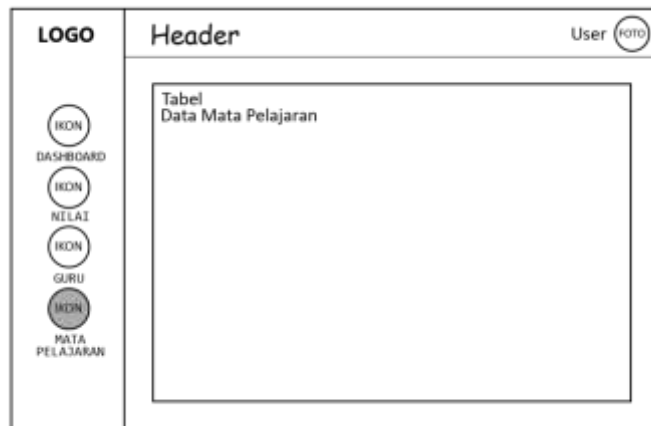 LOGO
Header
User
FOTO
IKON
DASHBOARD
IKON
NILAI
IKON
GURU
IKON
MATA
PELAJARAN
Tabel
Data Mata Pelajaran